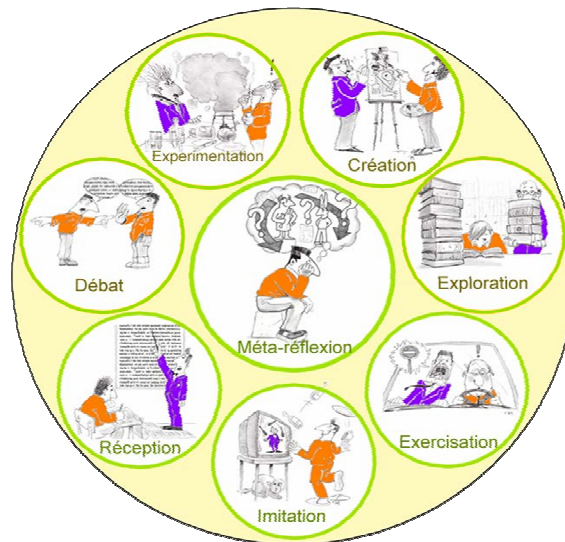 Experimentation
Création
Débat
Méta-réflexion
Exploration
Réception
Imitation
Exercisation